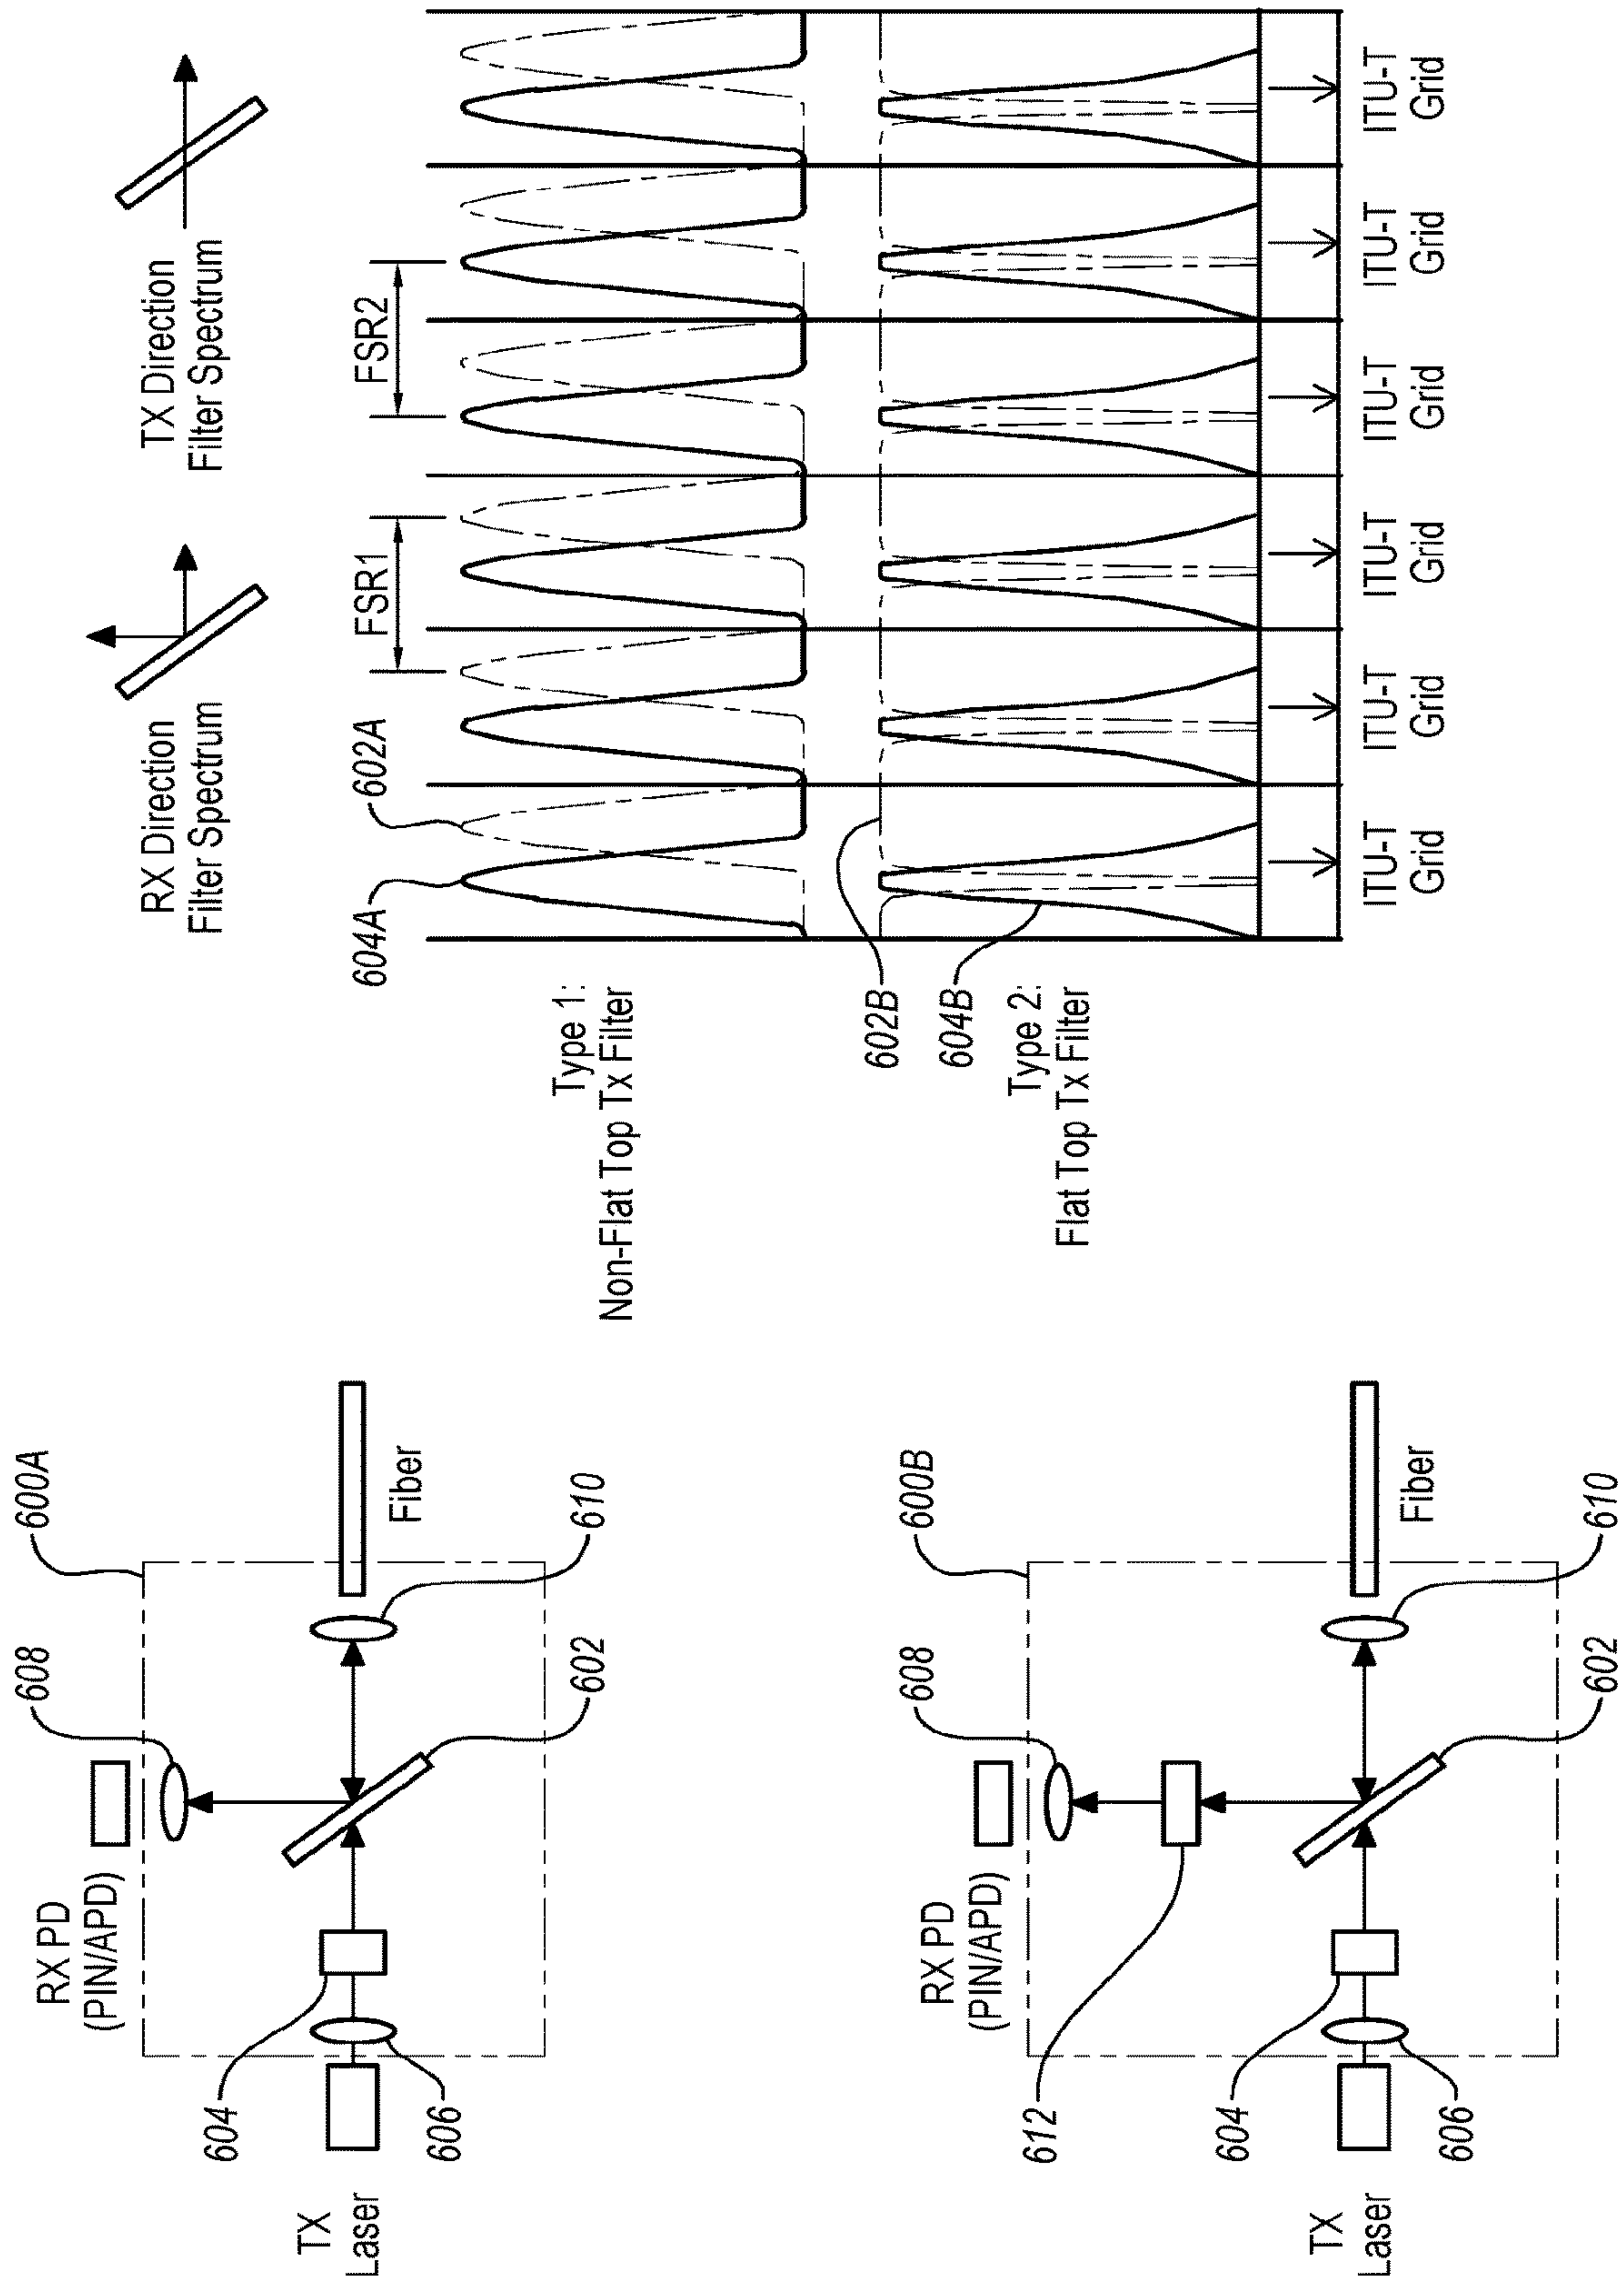 RX Direction
Filter Spectrum
TX Direction
Filter Spectrum
604A
602A
FSR1
FSR2
Type 1:
Non-Flat Top Tx Filter
602B
604B
Type 2:
Flat Top Tx Filter
ITU-T
Grid
ITU-T
Grid
ITU-T
Grid
ITU-T
Grid
ITU-T
Grid
ITU-T
Grid
RX PD
(PIN/APD)
608
600A
Fiber
610
602
604
606
TX
Laser
RX PD
(PIN/APD)
608
600B
Fiber
610
602
612
604
606
TX
Laser